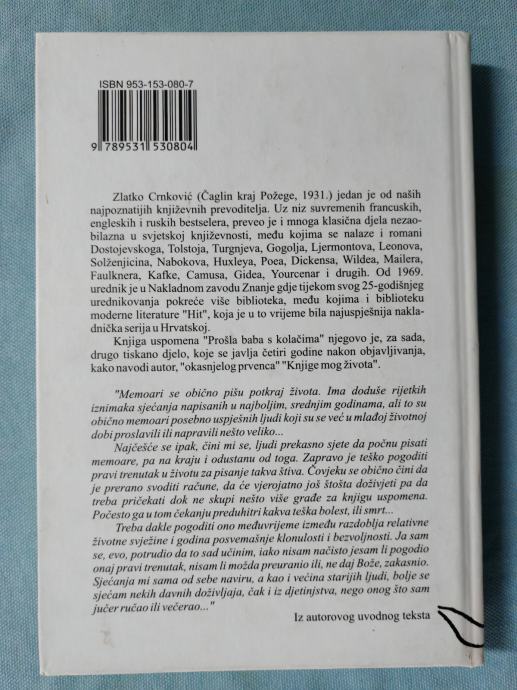 ISBN 953-153-080-7
9 789531 530804
Zlatko Crnković (Čaglin kraj Požege, 1931.) jedan je od naših
najpoznatijih književnih prevoditelja. Uz niz suvremenih francuskih,
engleskih i ruskih bestselera, preveo je i mnoga klasična djela nezao-
bilazna u svjetskoj književnosti, među kojima se nalaze i romani
Dostojevskoga, Tolstoja, Turgnjeva, Gogolja, Ljermontova, Leonova,
Solženjicina, Nabokova, Huxleya, Poea, Dickensa, Wildea, Mailera,
Faulknera, Kafke, Camusa, Gidea, Yourcenar i drugih. Od 1969.
urednik je u Nakladnom zavodu Znanje gdje tijekom svog 25-godišnjeg
urednikovanja pokreće više biblioteka, među kojima i biblioteku
moderne literature "Hit", koja je u to vrijeme bila najuspješnija nakla-
dnička serija u Hrvatskoj.
Knjiga uspomena "Prošla baba s kolačima" njegovo je, za sada,
drugo tiskano djelo, koje se javlja četiri godine nakon objavljivanja,
kako navodi autor, "okasnjelog prvenca" "Knjige mog života".
"Memoari se obično pišu potkraj života. Ima doduše rijetkih
iznimaka sjećanja napisanih u najboljim, srednjim godinama, ali to su
obično memoari posebno uspješnih ljudi koji su se već u mlađoj životnoj
dobi proslavili ili napravili nešto veliko...
Najčešće se ipak, čini mi se, ljudi prekasno sjete da počnu pisati
memoare, pa na kraju i odustanu od toga. Zapravo je teško pogoditi
pravi trenutak u životu za pisanje takva štiva. Čovjeku se obično čini da
je prerano svoditi račune, da će vjerojatno još štošta doživjeti pa da
treba pričekati dok ne skupi nešto više građe za knjigu uspomena.
Počesto ga u tom čekanju preduhitri kakva teška bolest, ili smrt...
Treba dakle pogoditi ono međuvrijeme između razdoblja relativne
životne svježine i godina posvemašnje klonulosti i bezvoljnosti. Ja sam
se, evo, potrudio da to sad učinim, iako nisam načisto jesam li pogodio
onaj pravi trenutak, nisam li možda preuranio ili, ne daj Bože, zakasnio.
Sjećanja mi sama od sebe naviru, a kao i većina starijih ljudi, bolje se
sjećam nekih davnih doživljaja, čak i iz djetinjstva, nego onog što sam
jučer ručao ili večerao..."
Iz autorovog uvodnog teksta